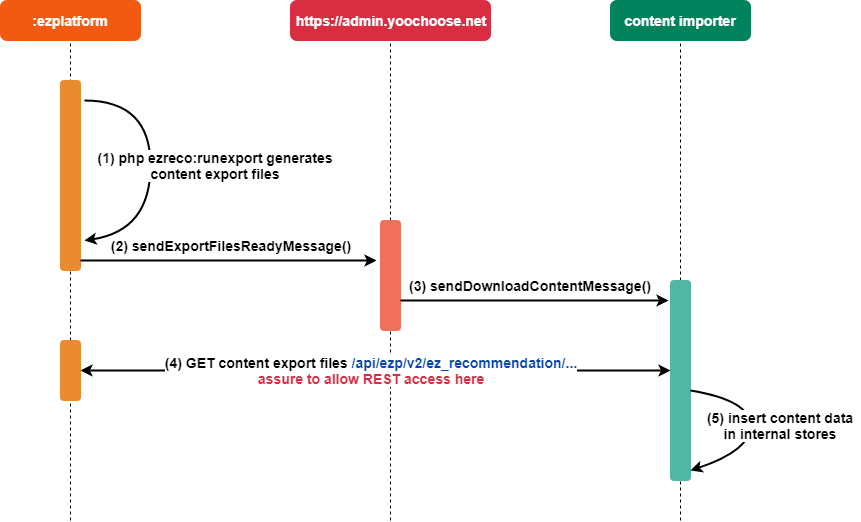 :ezplatform
https://admin.yoochoose.net
content importer
(1) php ezreco:runexport generates
content export files
(2) sendExportFilesReadyMessage()
(3) sendDownloadContentMessage()
(4) GET content export files /api/ezp/v2/ez_recommendation/...
assure to allow REST access here
(5) insert content data
in internal stores